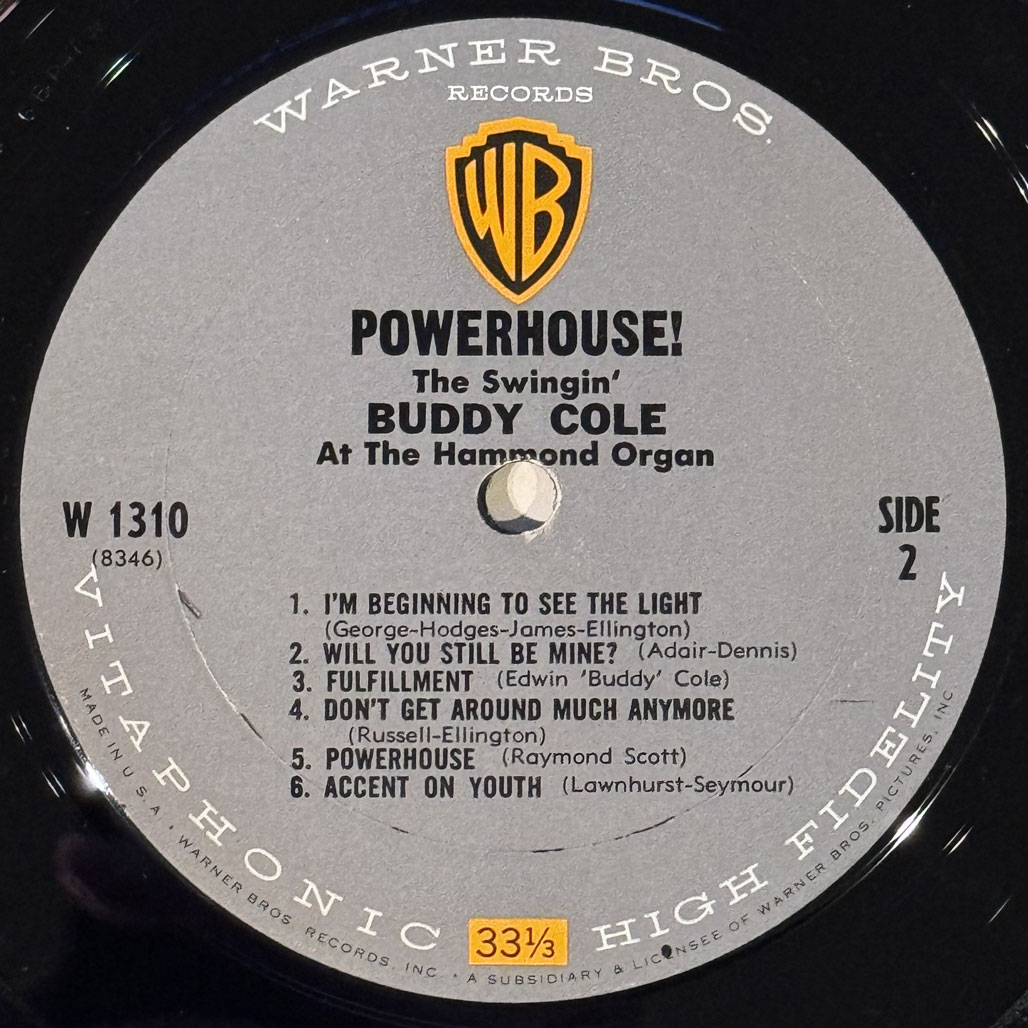 WARNER BROS.
RECORDS
WB
POWERHOUSE!
The Swingin'
BUDDY COLE
At The Hammond Organ
W 1310
(8346)
SIDE
2
1. I'M BEGINNING TO SEE THE LIGHT
(George-Hodges-James-Ellington)
2. WILL YOU STILL BE MINE? (Adair-Dennis)
3. FULFILLMENT (Edwin 'Buddy' Cole)
4. DON'T GET AROUND MUCH ANYMORE
(Russell-Ellington)
5. POWERHOUSE (Raymond Scott)
6. ACCENT ON YOUTH (Lawnhurst-Seymour)
VITAPHONIC HIGH FIDELITY
33⅓
MADE IN U.S.A. • WARNER BROS. RECORDS, INC. • A SUBSIDIARY & LICENSEE OF WARNER BROS. PICTURES, INC.